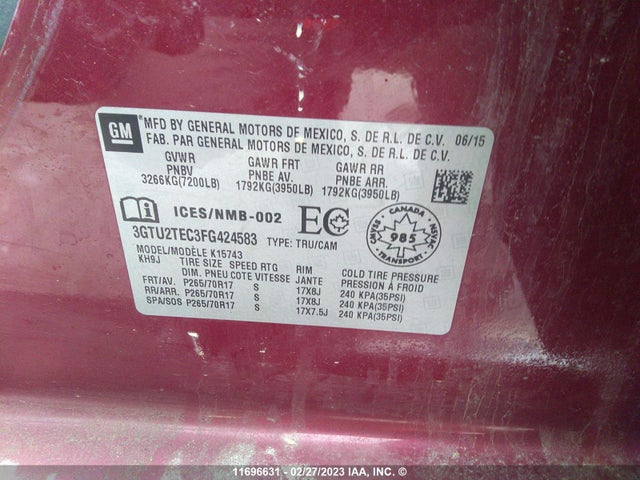 GM
MFD BY GENERAL MOTORS DE MEXICO, S. DE R.L. DE C.V. 06/15
FAB. PAR GENERAL MOTORS DE MEXICO, S. DE R.L. DE C.V.
GVWR GAWR FRT GAWR RR
PNBV PNBE AV. PNBE ARR.
3266KG(7200LB) 1792KG(3950LB) 1792KG(3950LB)
ICES/NMB-002 EC
CANADA
985
TRANSPORT
3GTU2TEC3FG424583 TYPE: TRU/CAM
MODEL/MODÈLE K15743
KH9J TIRE SIZE SPEED RTG RIM COLD TIRE PRESSURE
DIM. PNEU COTE VITESSE JANTE PRESSION À FROID
FRT/AV. P265/70R17 S 17X8J 240 KPA(35PSI)
RR/ARR. P265/70R17 S 17X8J 240 KPA(35PSI)
SPA/SOS P265/70R17 S 17X7.5J 240 KPA(35PSI)
11696631 - 02/27/2023 IAA, INC. ©